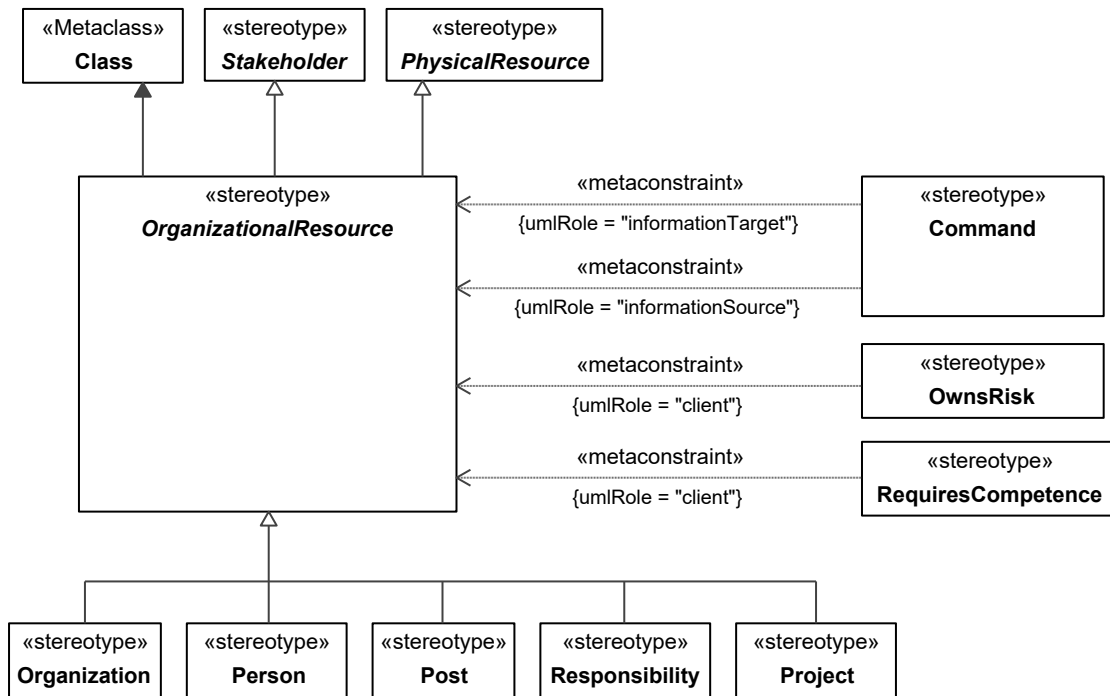 «Metaclass»
Class
«stereotype»
Stakeholder
«stereotype»
PhysicalResource
«stereotype»
OrganizationalResource
«metaconstraint»
{umlRole = "informationTarget"}
«metaconstraint»
{umlRole = "informationSource"}
«stereotype»
Command
«metaconstraint»
{umlRole = "client"}
«stereotype»
OwnsRisk
«metaconstraint»
{umlRole = "client"}
«stereotype»
RequiresCompetence
«stereotype»
Organization
«stereotype»
Person
«stereotype»
Post
«stereotype»
Responsibility
«stereotype»
Project